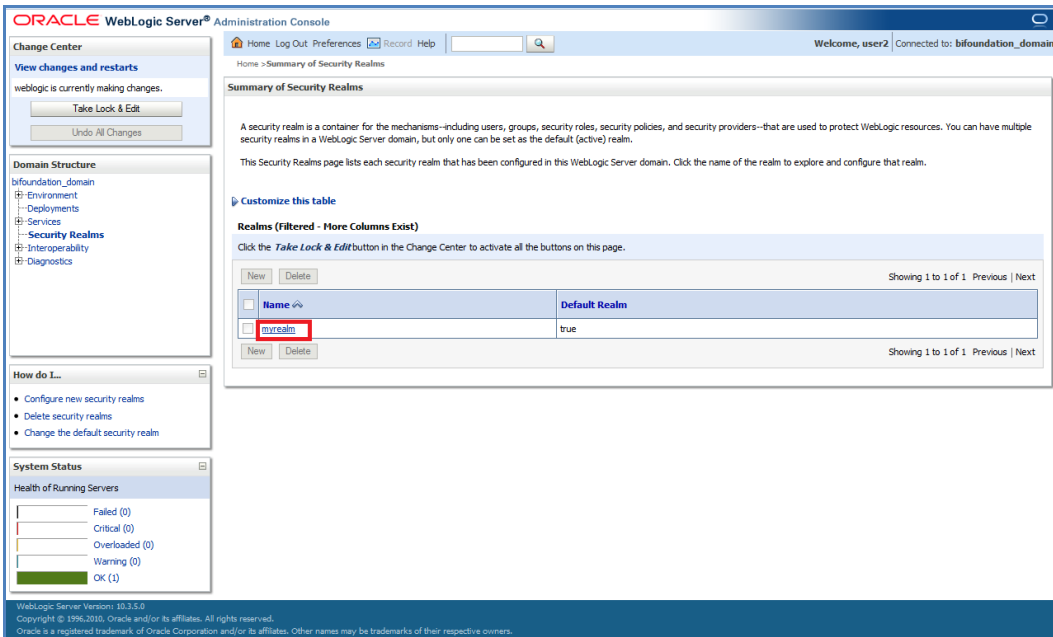 ORACLE WebLogic Server® Administration Console
Change Center
View changes and restarts
weblogic is currently making changes.
Take Lock & Edit
Undo All Changes
Domain Structure
bifoundation_domain
Environment
Deployments
Services
Security Realms
Interoperability
Diagnostics
How do I...
Configure new security realms
Delete security realms
Change the default security realm
System Status
Health of Running Servers
Failed (0)
Critical (0)
Overloaded (0)
Warning (0)
OK (1)
Home Log Out Preferences Record Help
Welcome, user2 Connected to: bifoundation_domain
Home >Summary of Security Realms
Summary of Security Realms
A security realm is a container for the mechanisms--including users, groups, security roles, security policies, and security providers--that are used to protect WebLogic resources. You can have multiple
security realms in a WebLogic Server domain, but only one can be set as the default (active) realm.
This Security Realms page lists each security realm that has been configured in this WebLogic Server domain. Click the name of the realm to explore and configure that realm.
Customize this table
Realms (Filtered - More Columns Exist)
Click the Take Lock & Edit button in the Change Center to activate all the buttons on this page.
New Delete Showing 1 to 1 of 1 Previous | Next
Name Default Realm
myrealm true
New Delete Showing 1 to 1 of 1 Previous | Next
WebLogic Server Version: 10.3.5.0
Copyright © 1996,2010, Oracle and/or its affiliates. All rights reserved.
Oracle is a registered trademark of Oracle Corporation and/or its affiliates. Other names may be trademarks of their respective owners.